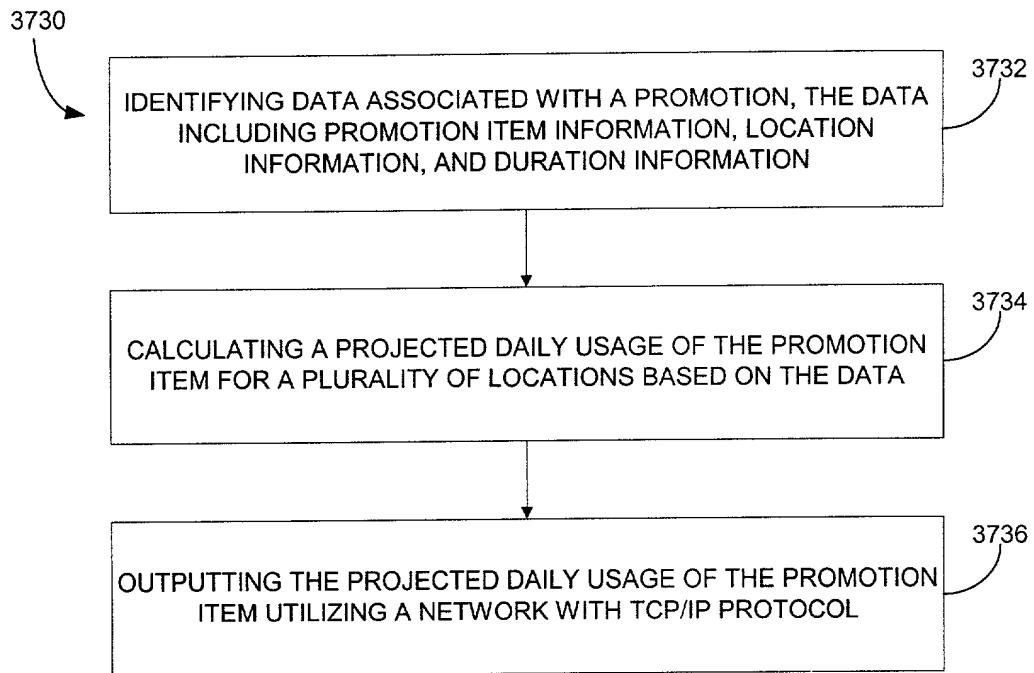 3730
3732
IDENTIFYING DATA ASSOCIATED WITH A PROMOTION, THE DATA
INCLUDING PROMOTION ITEM INFORMATION, LOCATION
INFORMATION, AND DURATION INFORMATION
3734
CALCULATING A PROJECTED DAILY USAGE OF THE PROMOTION
ITEM FOR A PLURALITY OF LOCATIONS BASED ON THE DATA
3736
OUTPUTTING THE PROJECTED DAILY USAGE OF THE PROMOTION
ITEM UTILIZING A NETWORK WITH TCP/IP PROTOCOL